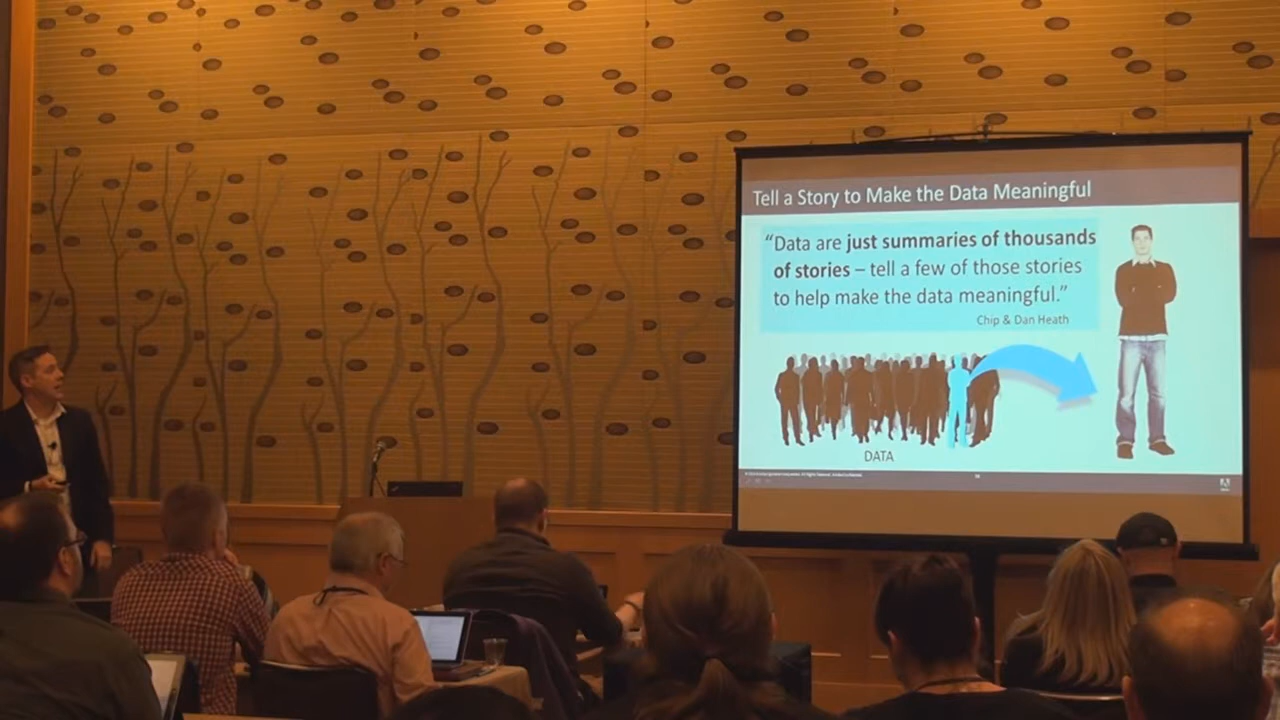 Tell a Story to Make the Data Meaningful
“Data are just summaries of thousands
of stories – tell a few of those stories
to help make the data meaningful.”
Chip & Dan Heath
DATA